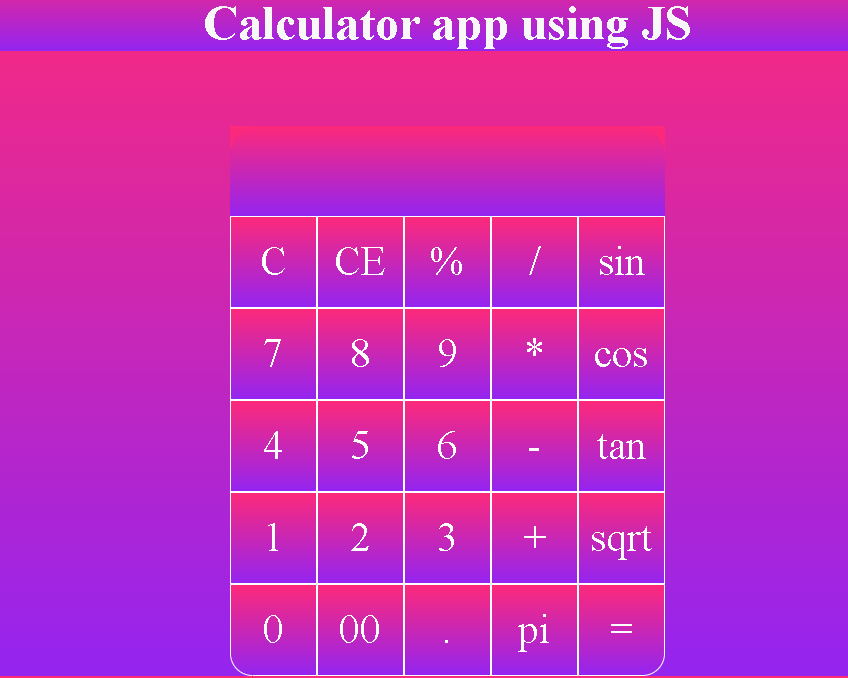 Calculator app using JS
C CE % / sin
7 8 9 * cos
4 5 6 - tan
1 2 3 + sqrt
0 00 . pi =